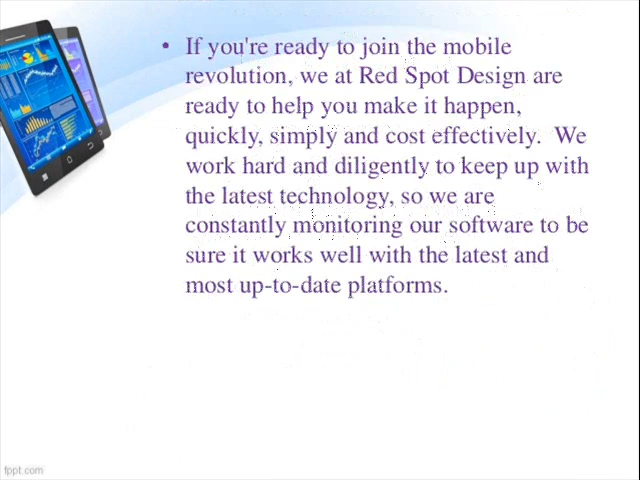 • If you're ready to join the mobile
revolution, we at Red Spot Design are
ready to help you make it happen,
quickly, simply and cost effectively.  We
work hard and diligently to keep up with
the latest technology, so we are
constantly monitoring our software to be
sure it works well with the latest and
most up-to-date platforms.
fppt.com